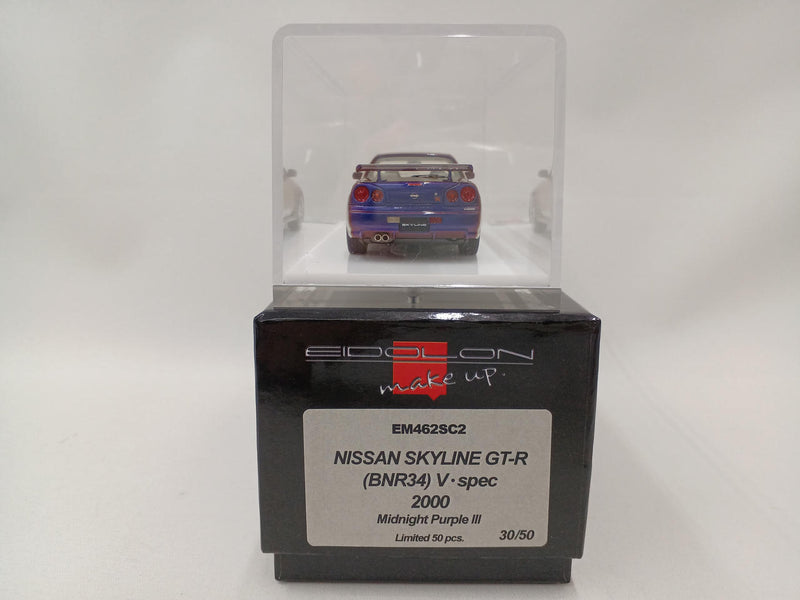 SKYLINE
EIDOLON
make up.
EM462SC2
NISSAN SKYLINE GT-R
(BNR34) V・spec
2000
Midnight Purple III
Limited 50 pcs.
30/50